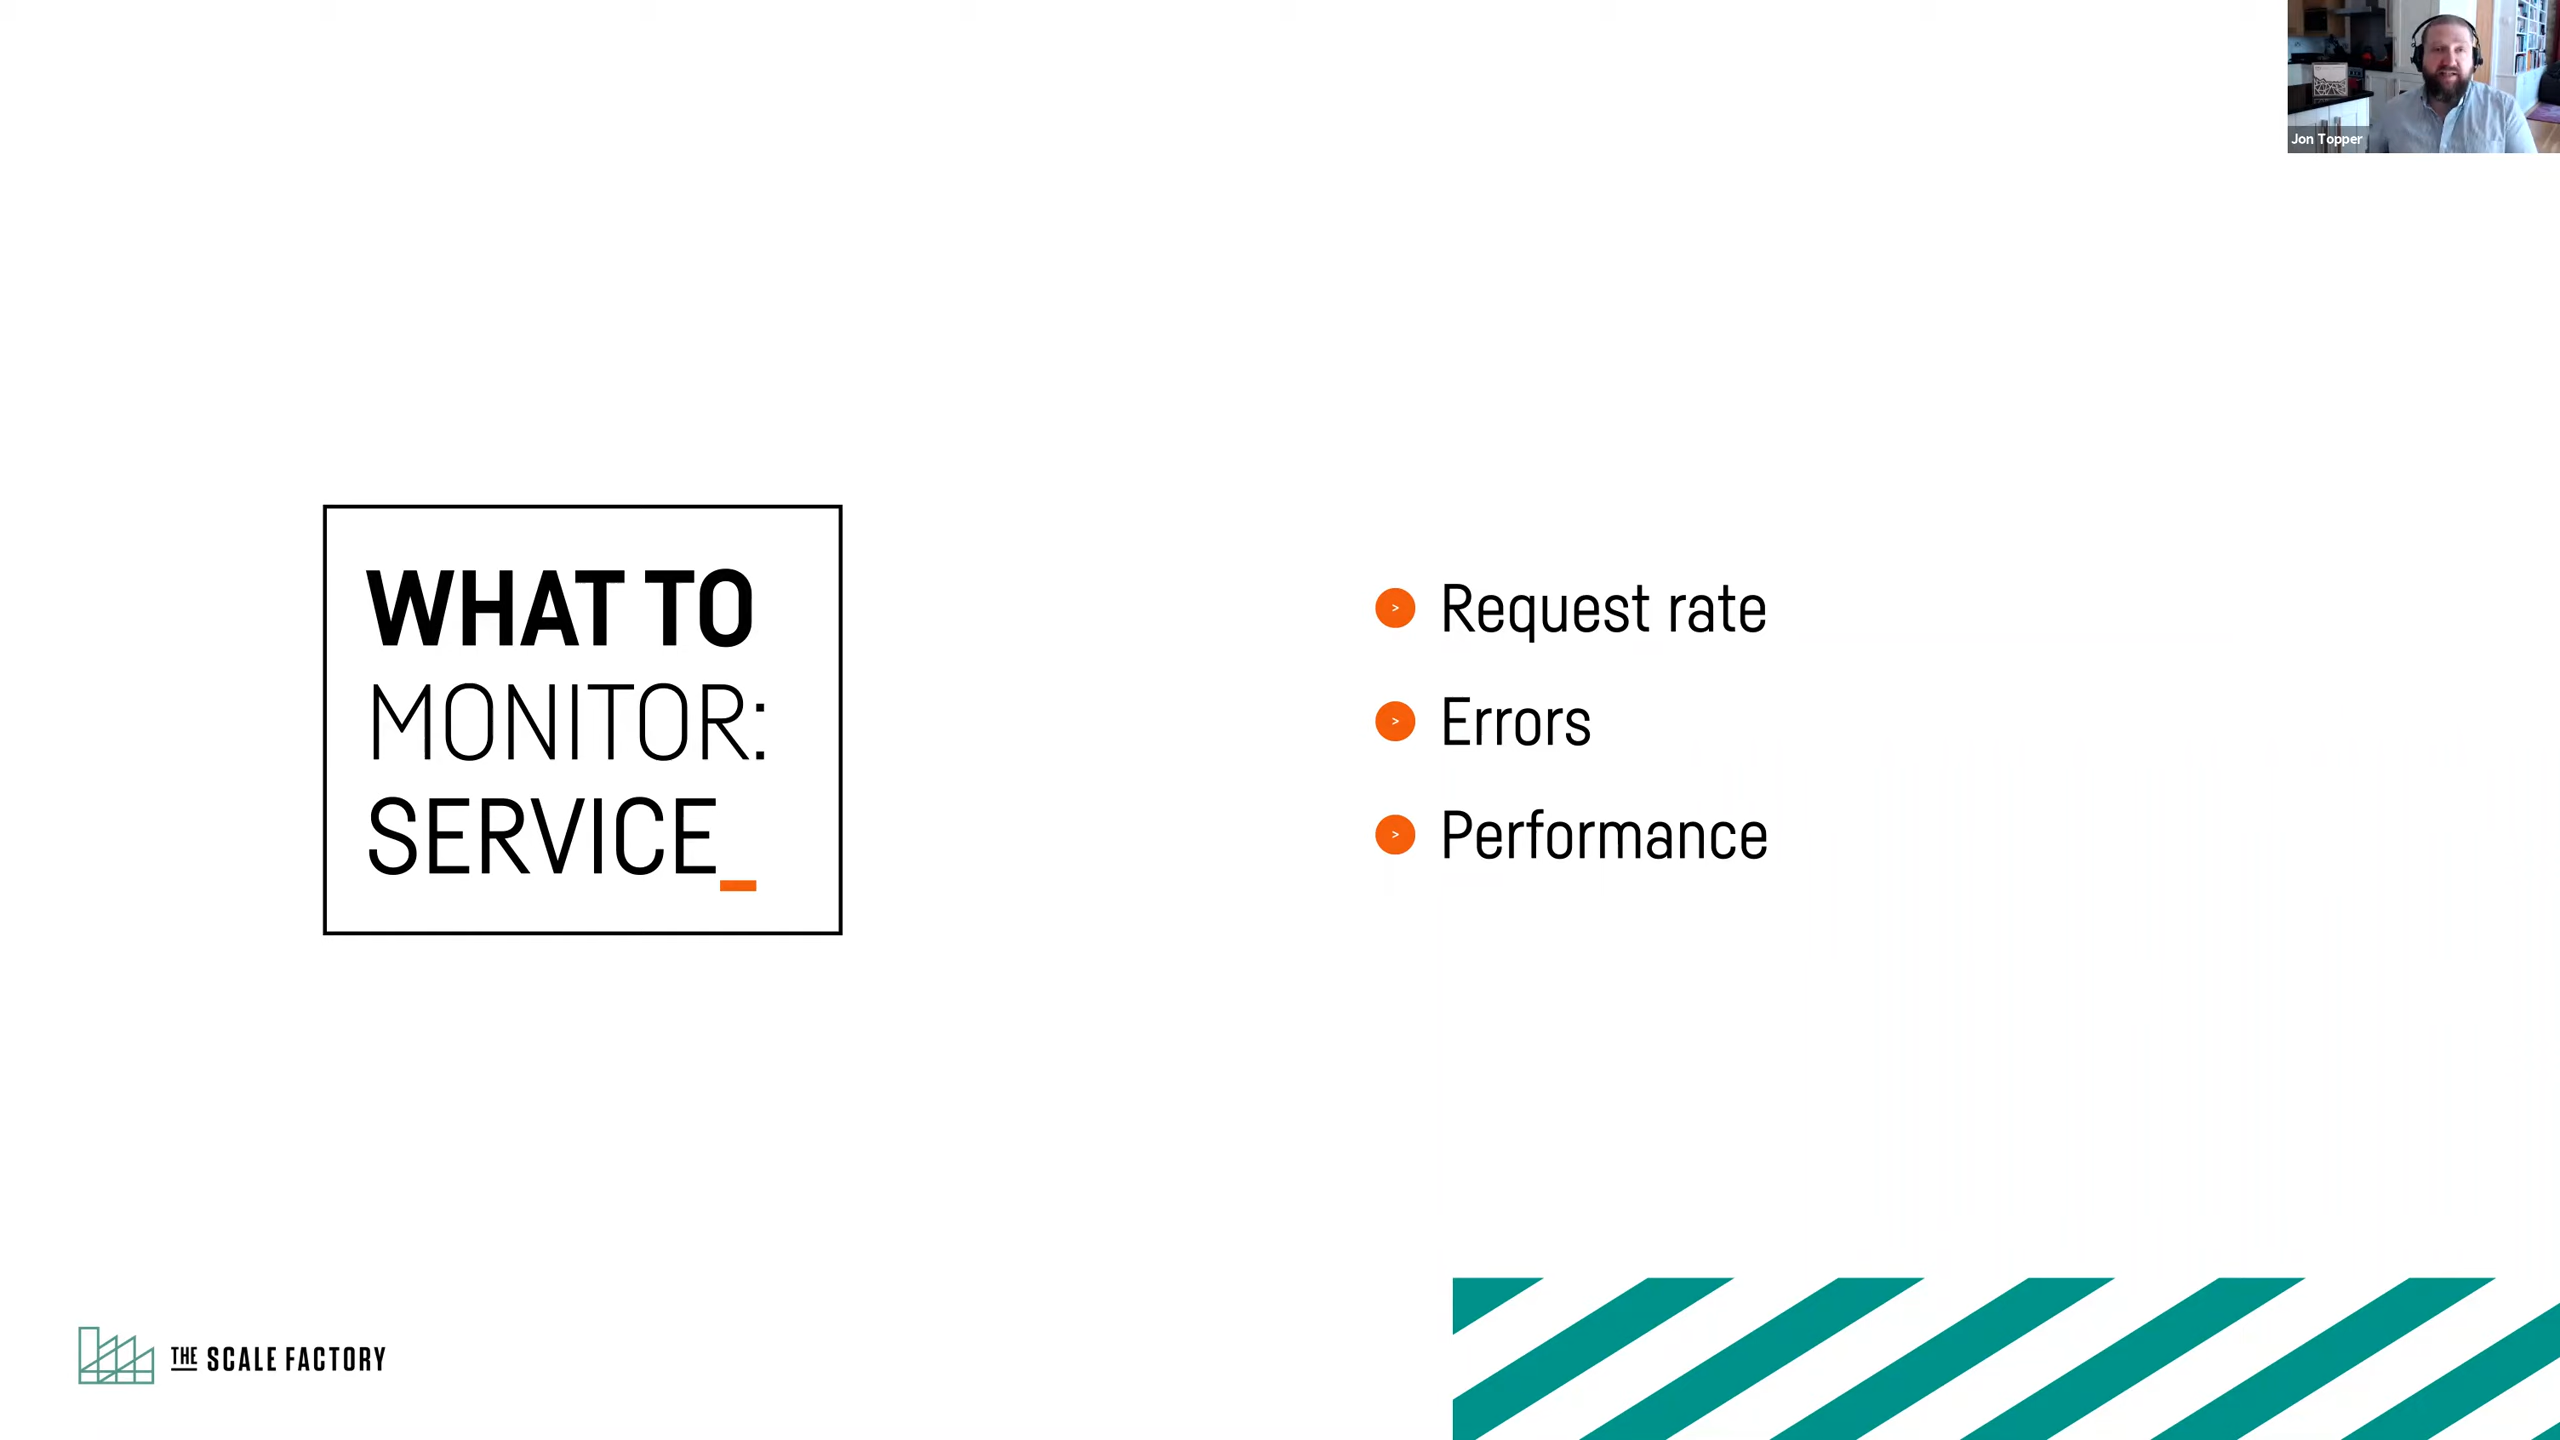 Jon Topper
WHAT TO
MONITOR:
SERVICE_
> Request rate
> Errors
> Performance
THE SCALE FACTORY